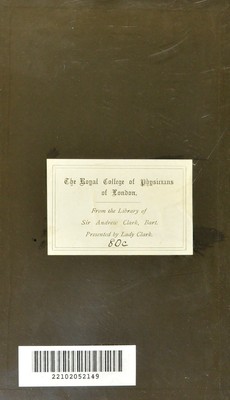 The Royal College of Physicians
of London.
From the Library of
Sir Andrew Clark, Bart.
Presented by Lady Clark.
80c
22102052149